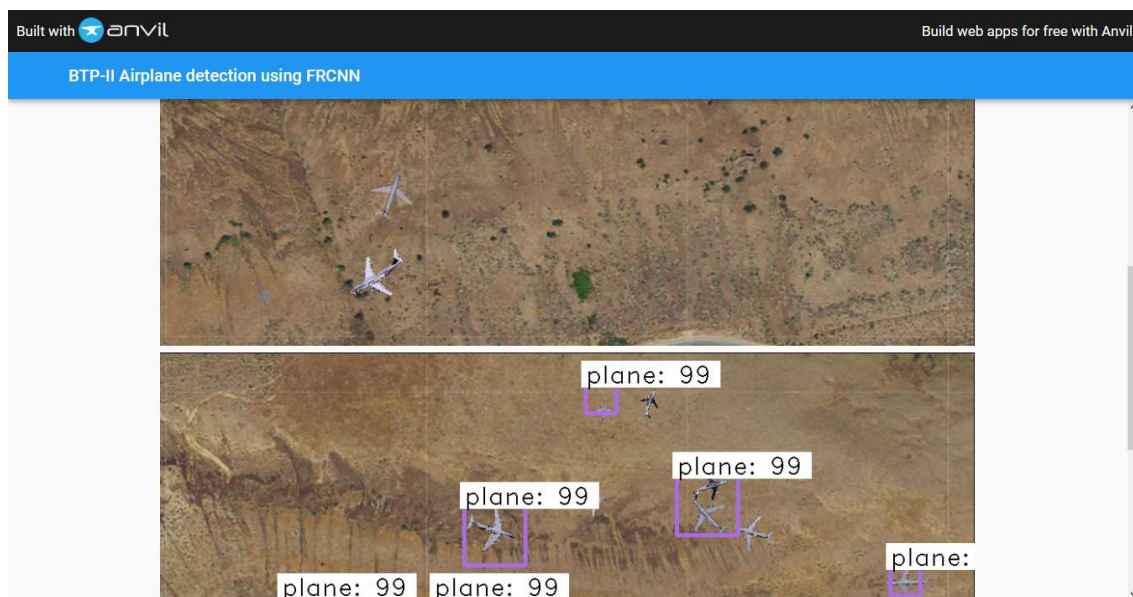 Built with anvil
Build web apps for free with Anvil
BTP-II Airplane detection using FRCNN
plane: 99
plane: 99
plane: 99
plane:
plane: 99
plane: 99